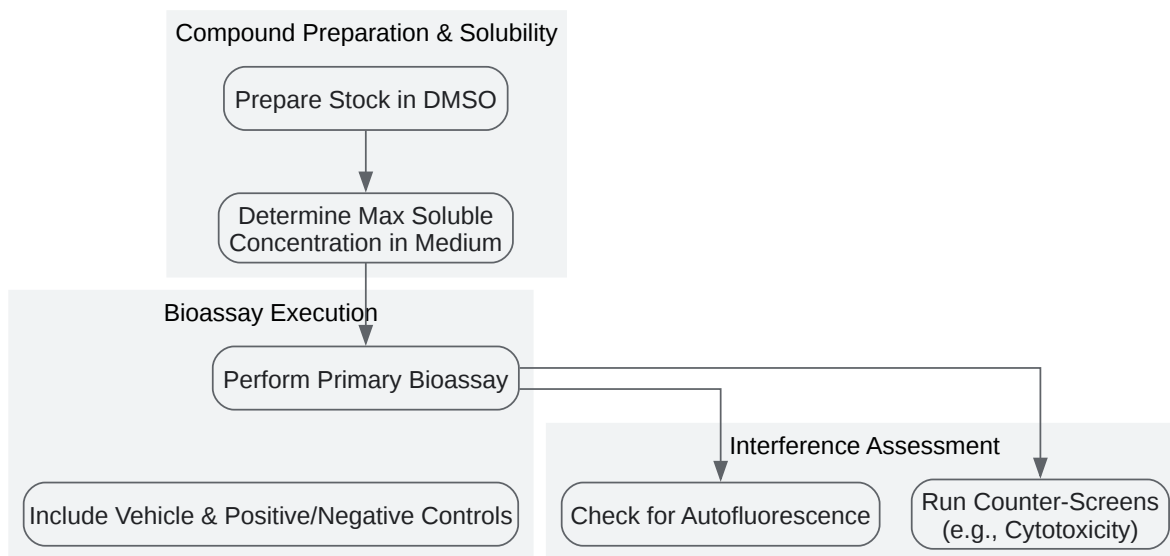 Compound Preparation & Solubility
Prepare Stock in DMSO
Determine Max Soluble
Concentration in Medium
Bioassay Execution
Perform Primary Bioassay
Include Vehicle & Positive/Negative Controls
Interference Assessment
Check for Autofluorescence
Run Counter-Screens
(e.g., Cytotoxicity)